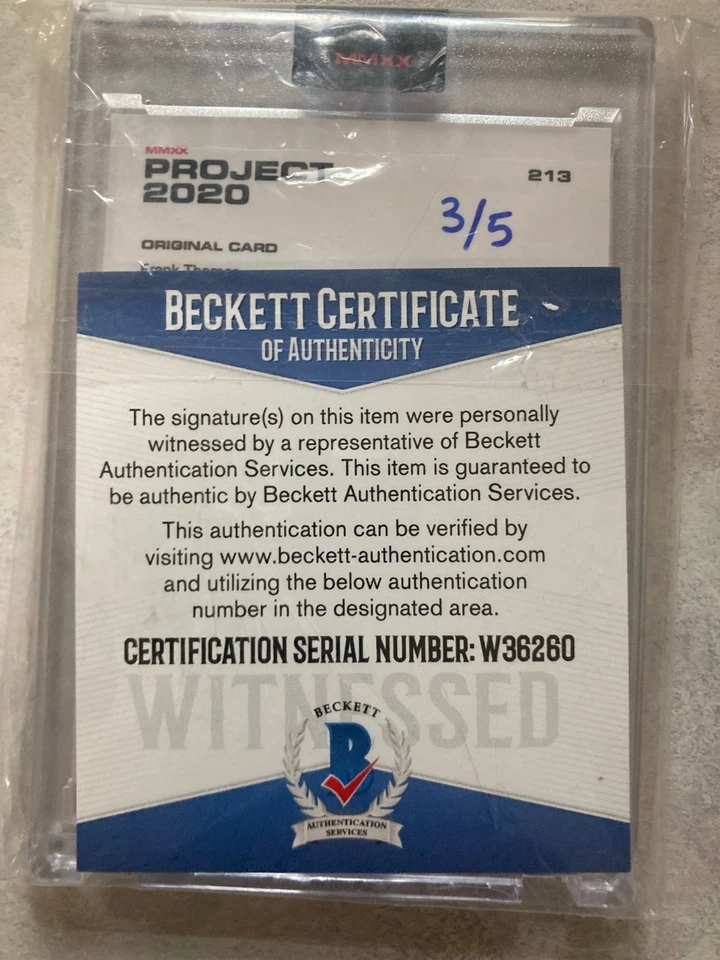 MMXX
MMXX
PROJECT
2020
213
3/5
ORIGINAL CARD
Frank Thomas
BECKETT CERTIFICATE
OF AUTHENTICITY
The signature(s) on this item were personally
witnessed by a representative of Beckett
Authentication Services. This item is guaranteed to
be authentic by Beckett Authentication Services.
This authentication can be verified by
visiting www.beckett-authentication.com
and utilizing the below authentication
number in the designated area.
CERTIFICATION SERIAL NUMBER: W36260
WITNESSED
BECKETT
B
AUTHENTICATION
SERVICES